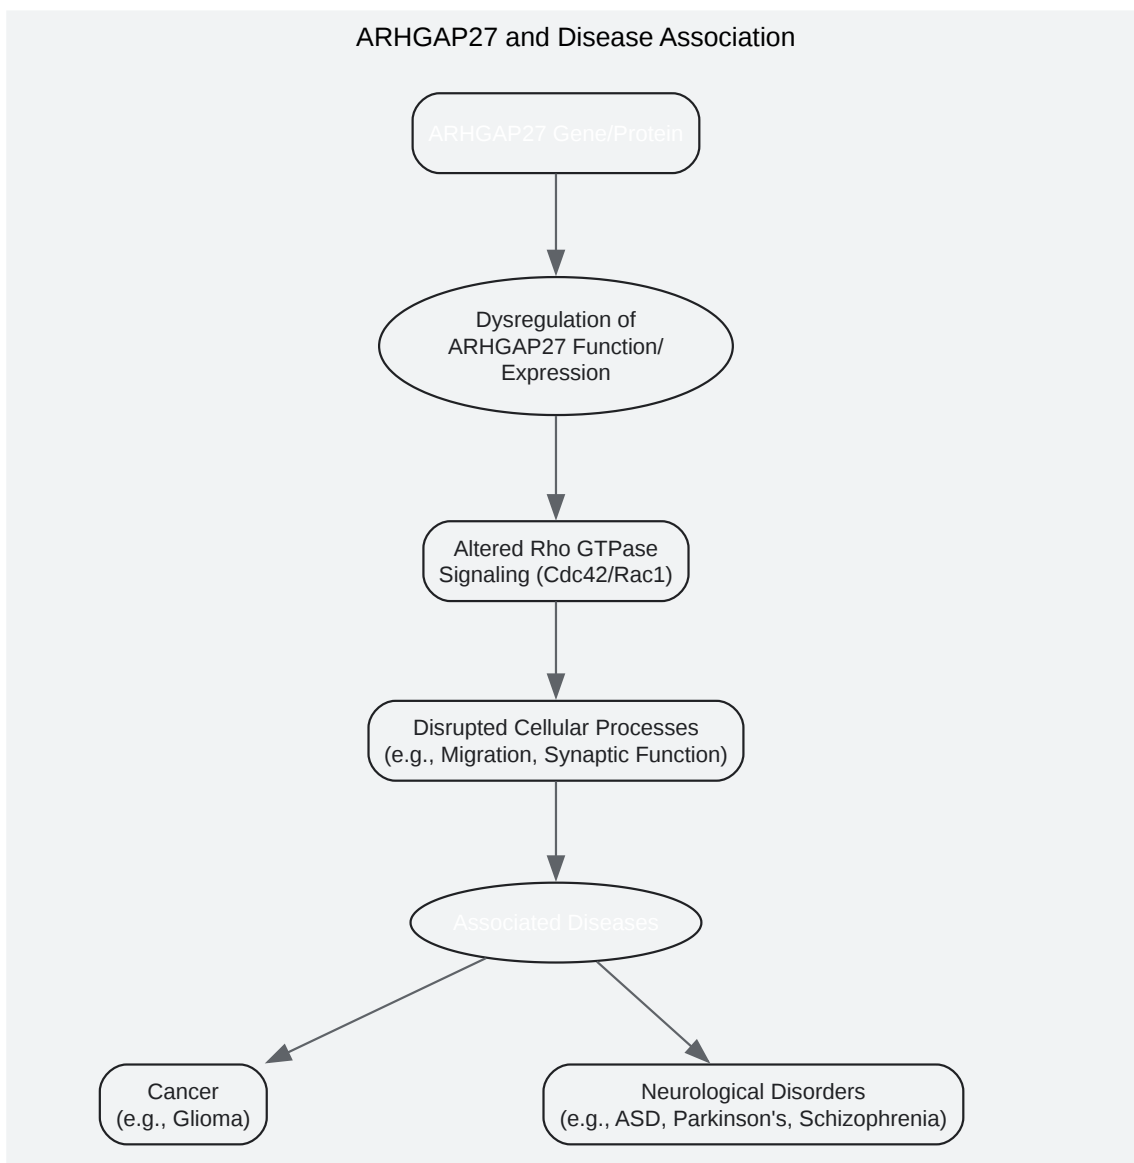 ARHGAP27 and Disease Association
ARHGAP27 Gene/Protein
Dysregulation of
ARHGAP27 Function/
Expression
Altered Rho GTPase
Signaling (Cdc42/Rac1)
Disrupted Cellular Processes
(e.g., Migration, Synaptic Function)
Associated Diseases
Cancer
(e.g., Glioma)
Neurological Disorders
(e.g., ASD, Parkinson's, Schizophrenia)